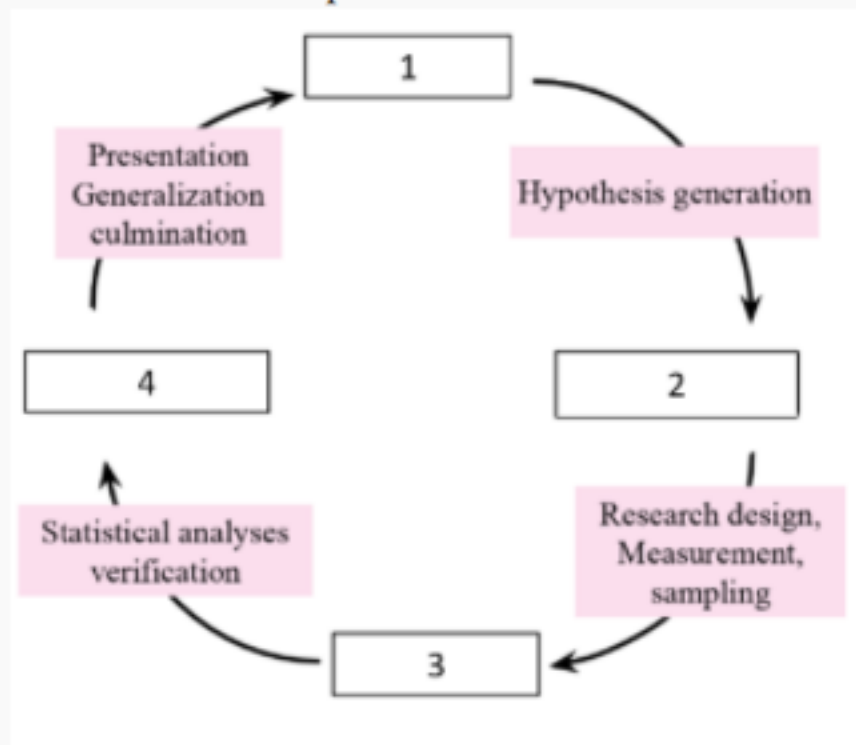 1
Hypothesis generation
2
Research design,
Measurement,
sampling
3
Statistical analyses
verification
4
Presentation
Generalization
culmination